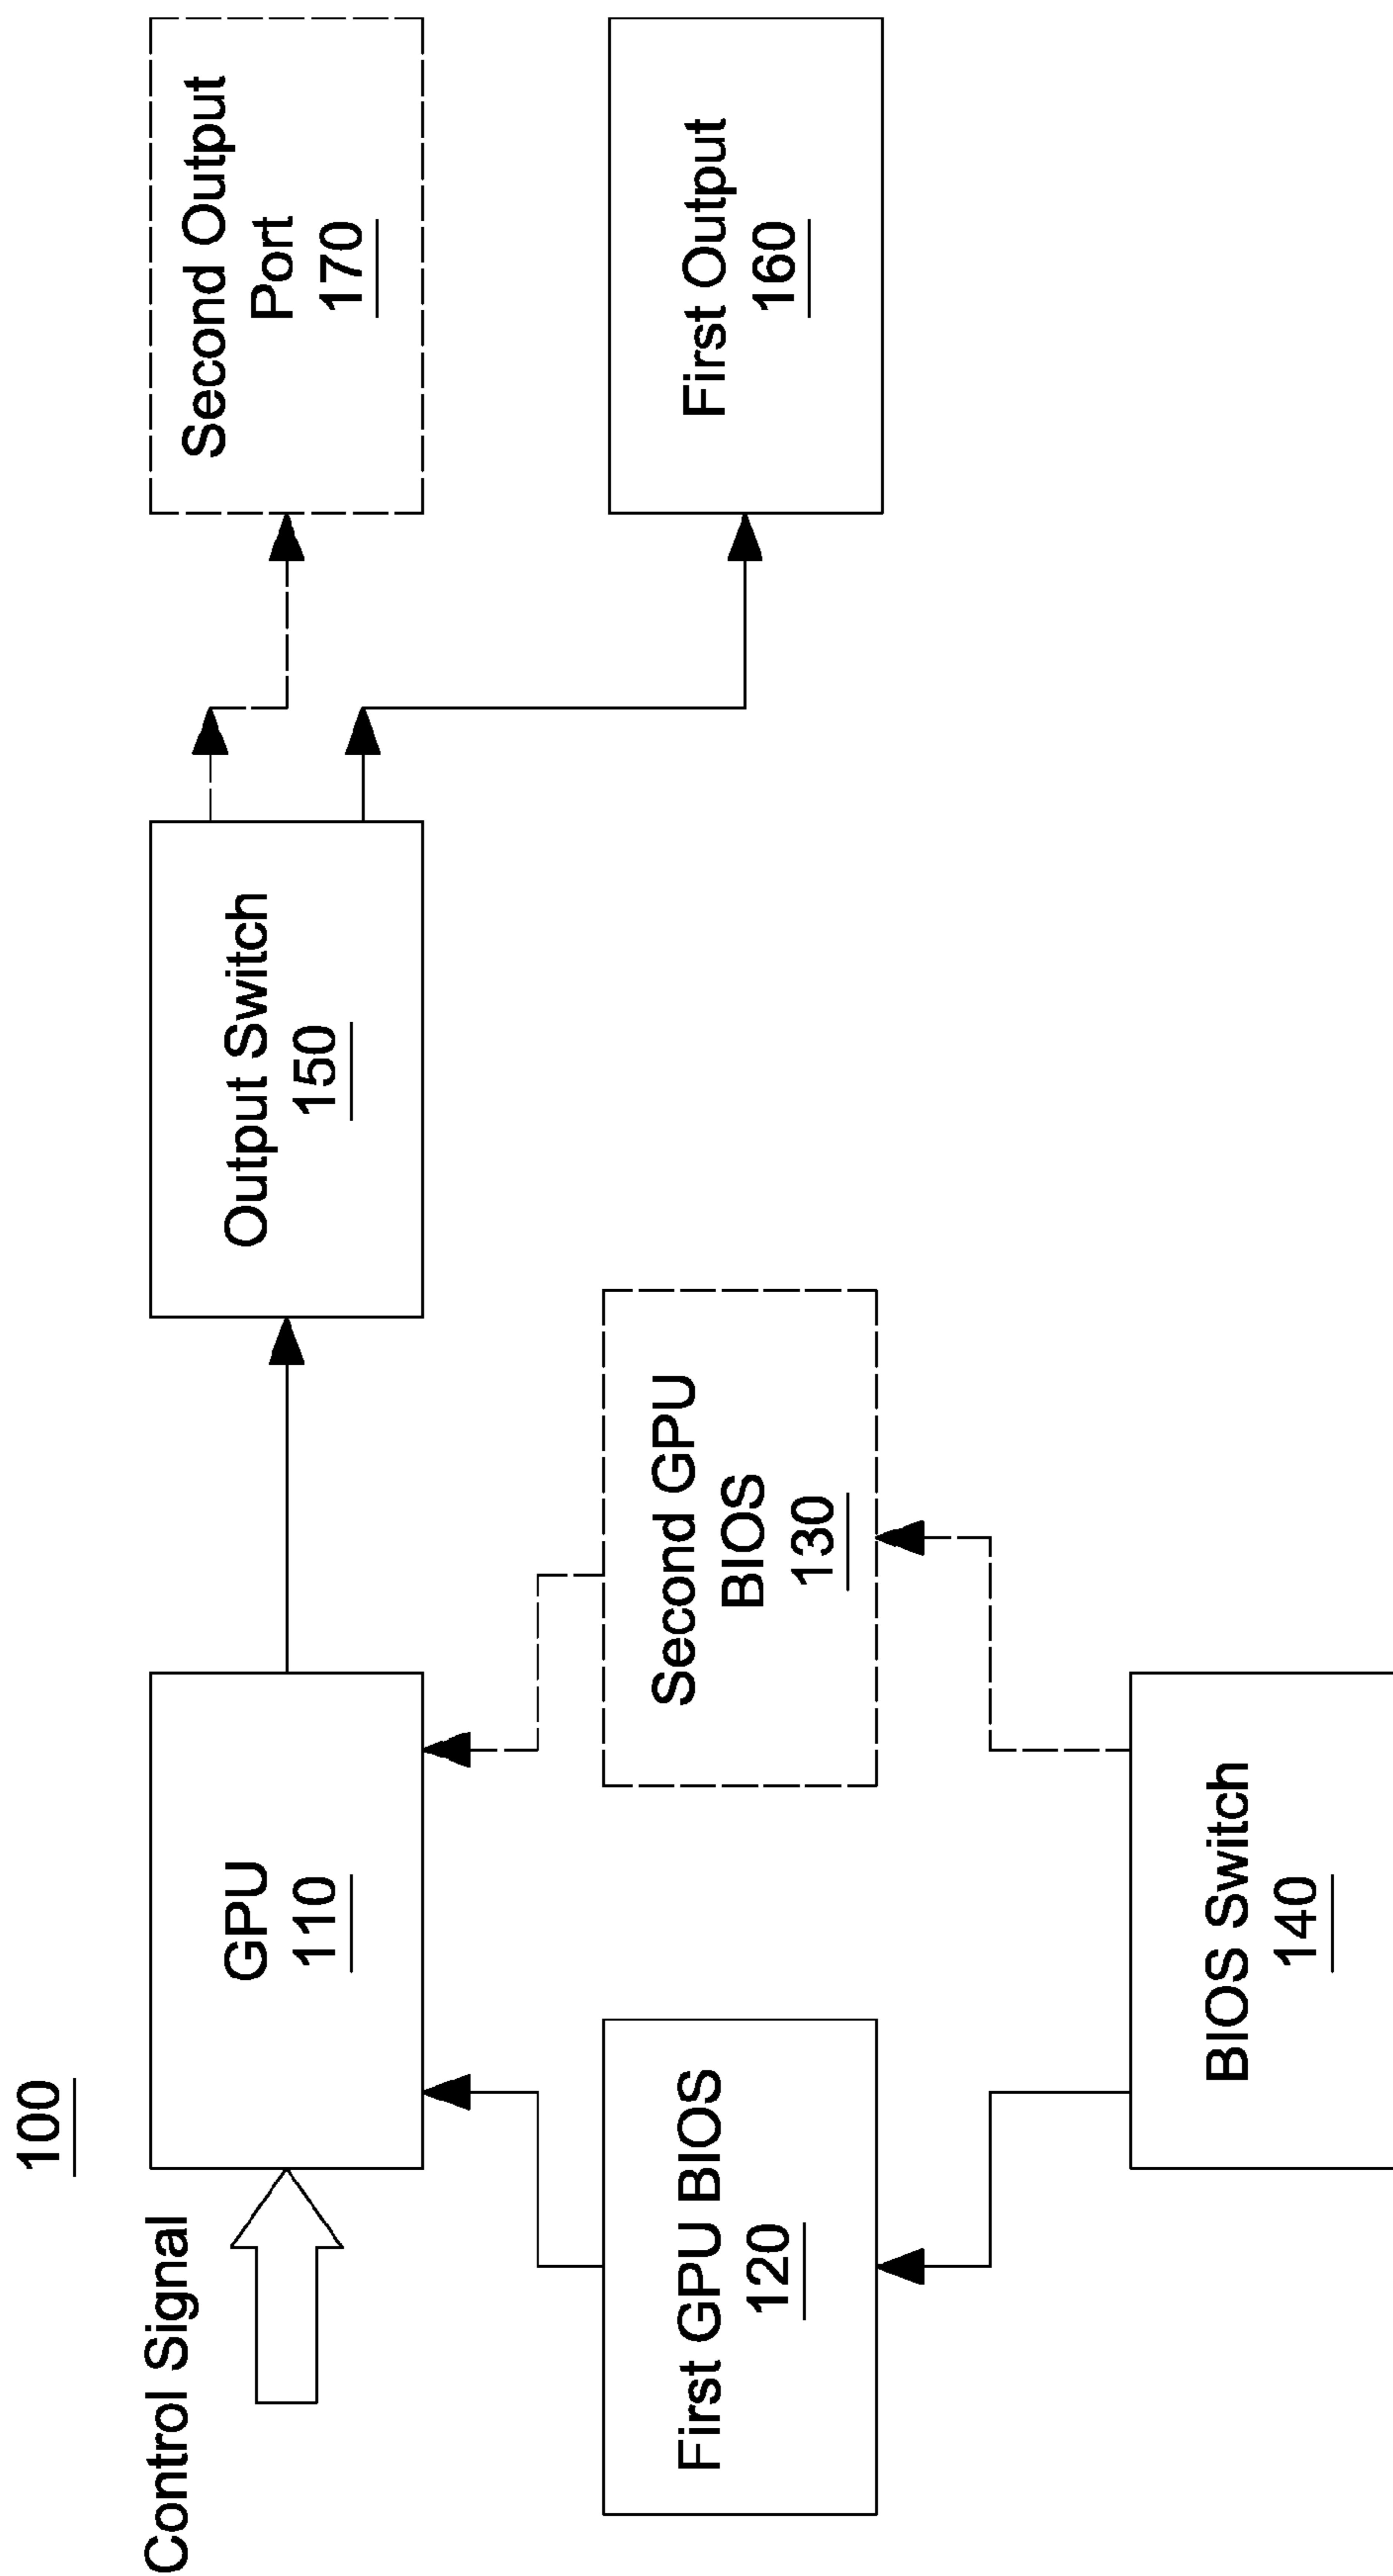 100
Control Signal
GPU
110
Output Switch
150
Second Output
Port
170
First GPU BIOS
120
Second GPU
BIOS
130
First Output
160
BIOS Switch
140